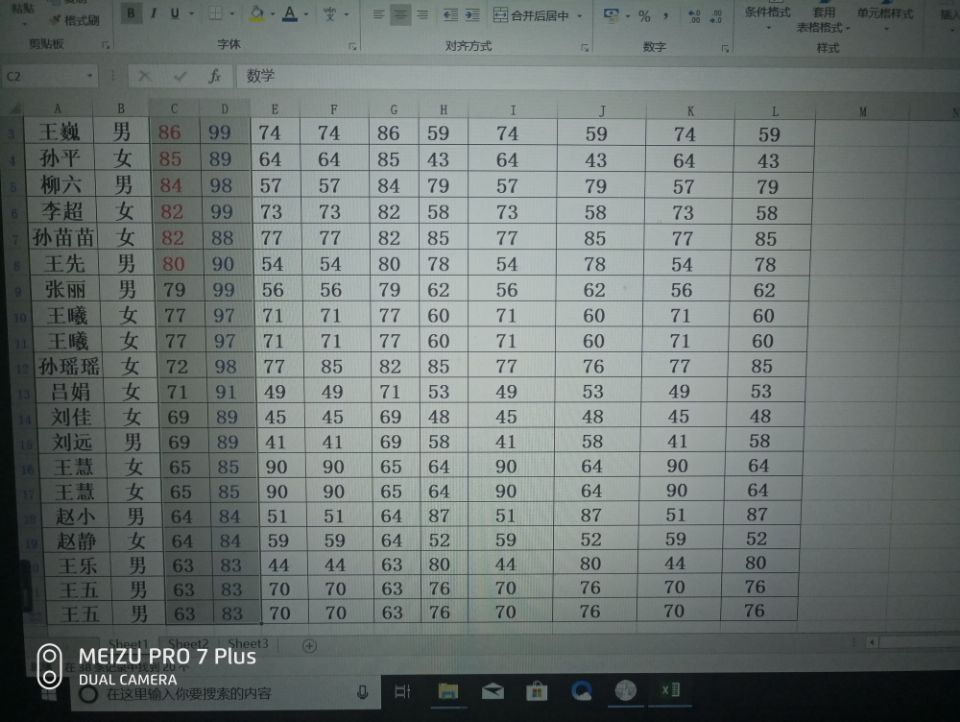 粘贴
格式刷
B I U A
合并后居中
%
条件格式 套用 单元格样式
表格格式
剪贴板 字体 对齐方式 数字 样式
C2 fx 数学
A B C D E F G H I J K L M N
3 王巍 男 86 99 74 74 86 59 74 59 74 59
4 孙平 女 85 89 64 64 85 43 64 43 64 43
5 柳六 男 84 98 57 57 84 79 57 79 57 79
6 李超 女 82 99 73 73 82 58 73 58 73 58
7 孙苗苗 女 82 88 77 77 82 85 77 85 77 85
8 王先 男 80 90 54 54 80 78 54 78 54 78
9 张丽 男 79 99 56 56 79 62 56 62 56 62
10 王曦 女 77 97 71 71 77 60 71 60 71 60
11 王曦 女 77 97 71 71 77 60 71 60 71 60
12 孙瑶瑶 女 72 98 77 85 82 85 77 76 77 85
13 吕娟 女 71 91 49 49 71 53 49 53 49 53
14 刘佳 女 69 89 45 45 69 48 45 48 45 48
15 刘远 男 69 89 41 41 69 58 41 58 41 58
16 王慧 女 65 85 90 90 65 64 90 64 90 64
17 王慧 女 65 85 90 90 65 64 90 64 90 64
18 赵小 男 64 84 51 51 64 87 51 87 51 87
19 赵静 女 64 84 59 59 64 52 59 52 59 52
王乐 男 63 83 44 44 63 80 44 80 44 80
王五 男 63 83 70 70 63 76 70 76 70 76
王五 男 63 83 70 70 63 76 70 76 70 76
Sheet1 Sheet2 Sheet3
MEIZU PRO 7 Plus
DUAL CAMERA
在这里输入你要搜索的内容